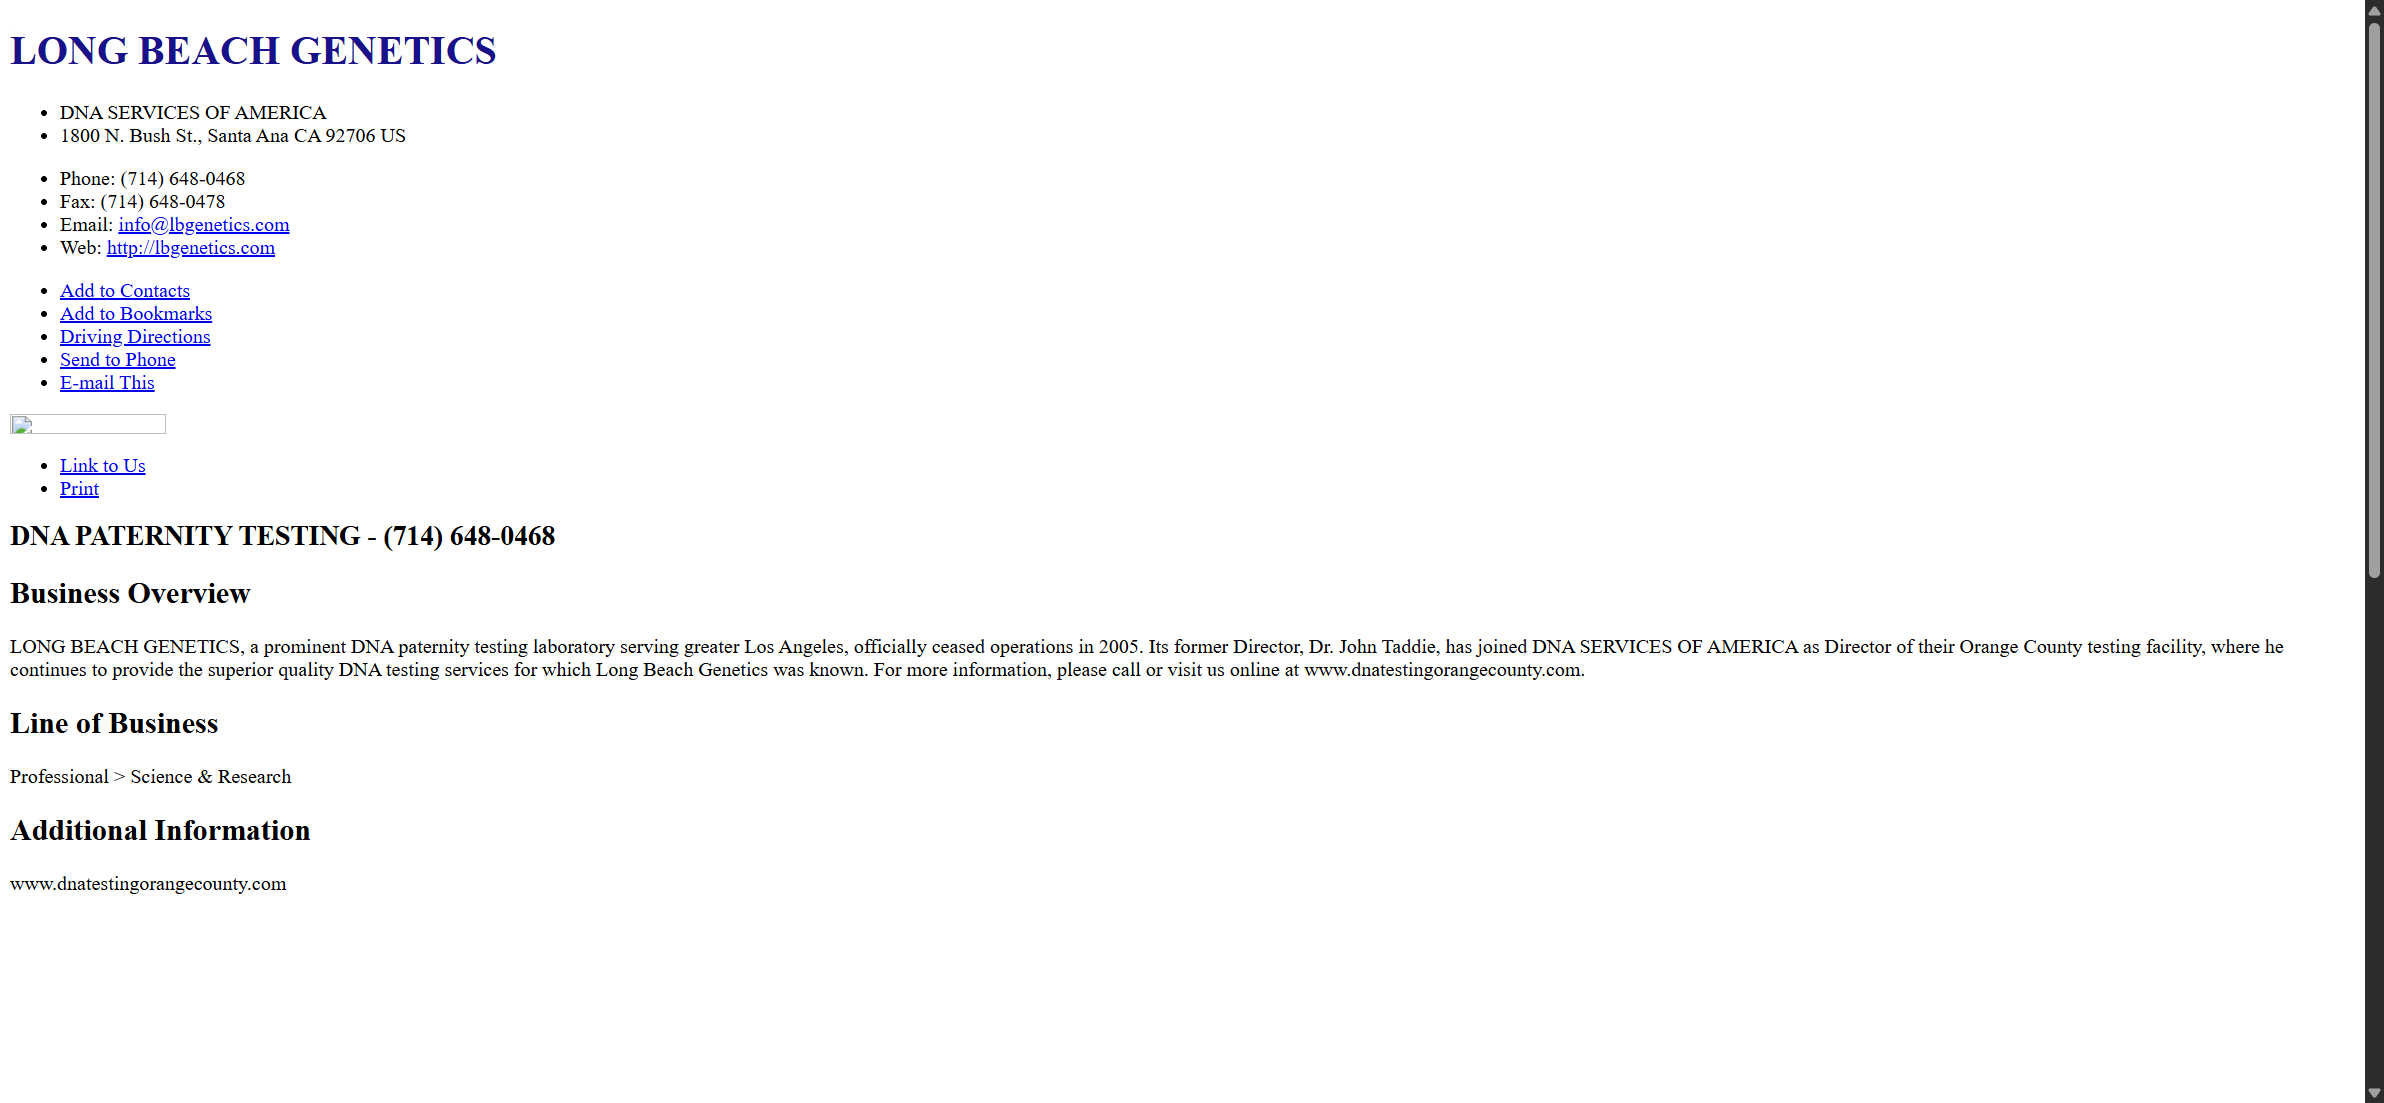 LONG BEACH GENETICS
DNA SERVICES OF AMERICA
1800 N. Bush St., Santa Ana CA 92706 US
Phone: (714) 648-0468
Fax: (714) 648-0478
Email: info@lbgenetics.com
Web: http://lbgenetics.com
Add to Contacts
Add to Bookmarks
Driving Directions
Send to Phone
E-mail This
Link to Us
Print
DNA PATERNITY TESTING - (714) 648-0468
Business Overview
LONG BEACH GENETICS, a prominent DNA paternity testing laboratory serving greater Los Angeles, officially ceased operations in 2005. Its former Director, Dr. John Taddie, has joined DNA SERVICES OF AMERICA as Director of their Orange County testing facility, where he
continues to provide the superior quality DNA testing services for which Long Beach Genetics was known. For more information, please call or visit us online at www.dnatestingorangecounty.com.
Line of Business
Professional > Science & Research
Additional Information
www.dnatestingorangecounty.com